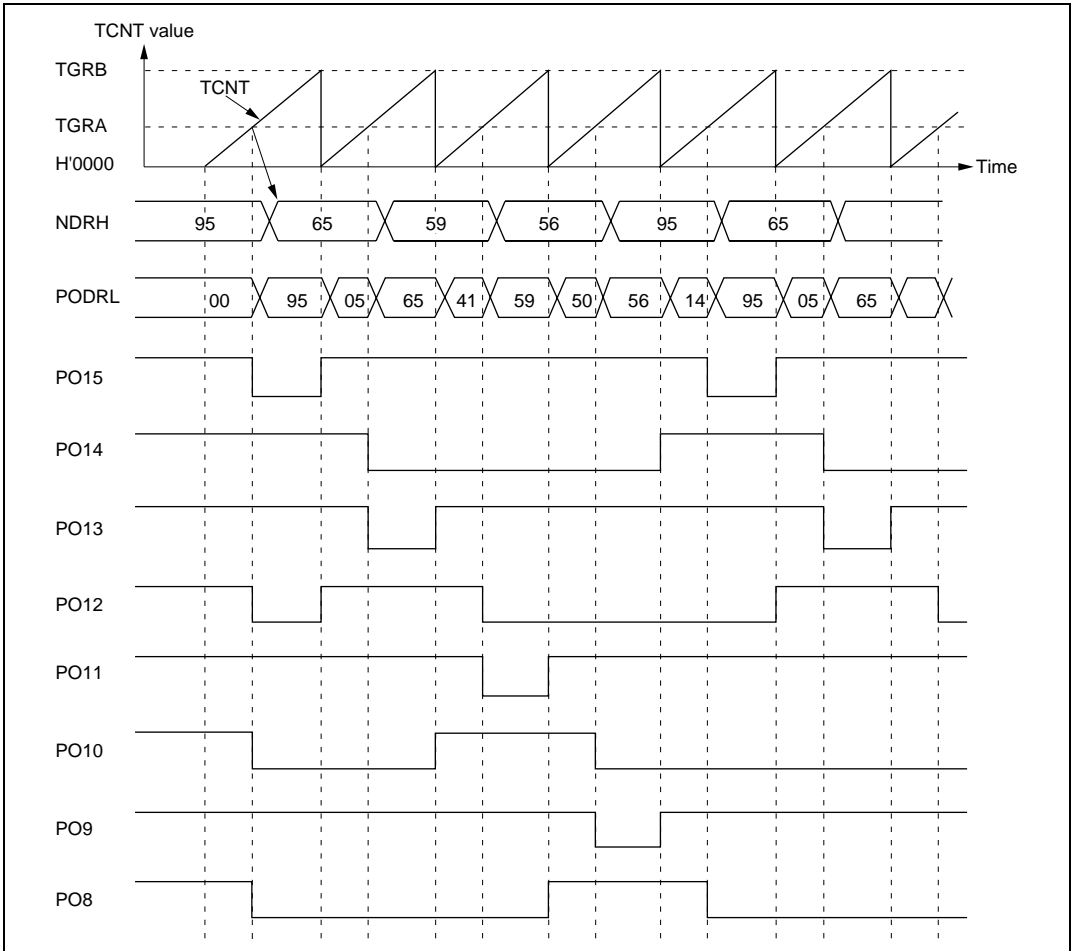 TCNT value
TGRB
TCNT
TGRA
H'0000
Time
NDRH 95 65 59 56 95 65
PODRL 00 95 05 65 41 59 50 56 14 95 05 65
PO15
PO14
PO13
PO12
PO11
PO10
PO9
PO8